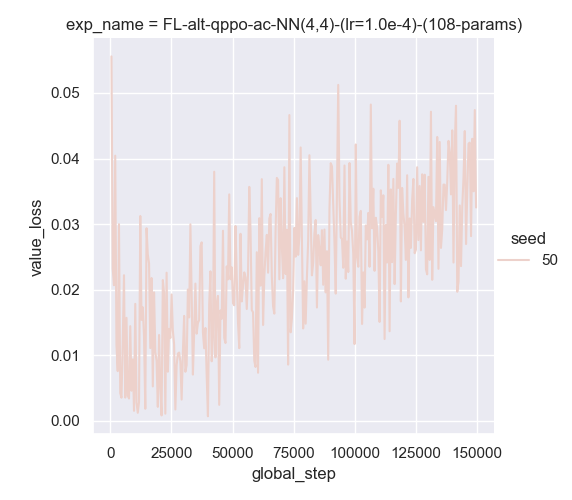 exp_name = FL-alt-qppo-ac-NN(4,4)-(lr=1.0e-4)-(108-params)
0.05
0.04
0.03
0.02
0.01
0.00
value_loss
0 25000 50000 75000 100000 125000 150000
global_step
seed
50